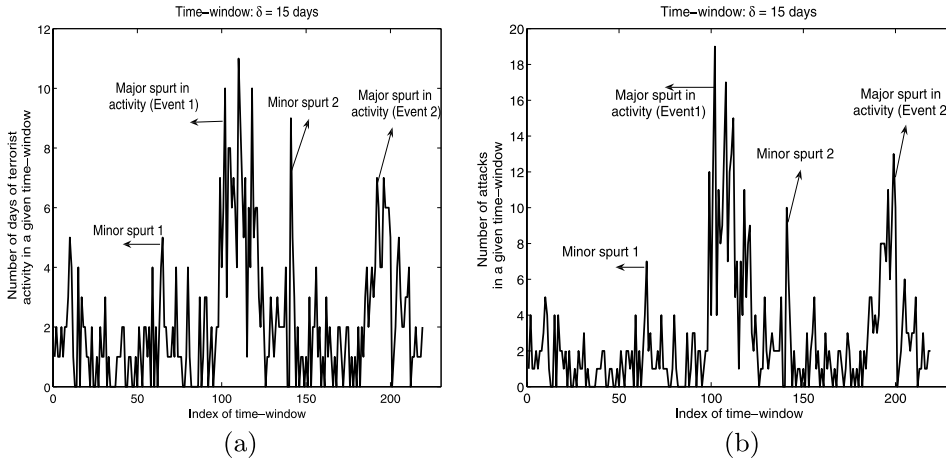 Time−window: δ = 15 days
12
10
8
6
4
2
0
Number of days of terrorist
activity in a given time−window
Major spurt in
activity (Event 1)
Minor spurt 2
Major spurt in
activity (Event 2)
Minor spurt 1
0
50
100
150
200
Index of time−window
(a)
Time−window: δ = 15 days
20
18
16
14
12
10
8
6
4
2
0
Number of attacks
in a given time−window
Major spurt in
activity (Event1)
Major spurt in
activity (Event 2)
Minor spurt 2
Minor spurt 1
0
50
100
150
200
Index of time−window
(b)